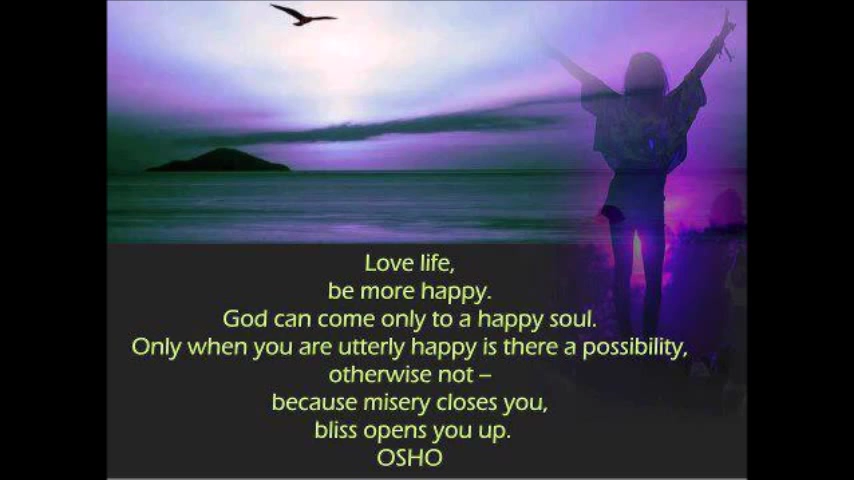 Love life,
be more happy.
God can come only to a happy soul.
Only when you are utterly happy is there a possibility,
otherwise not –
because misery closes you,
bliss opens you up.
OSHO